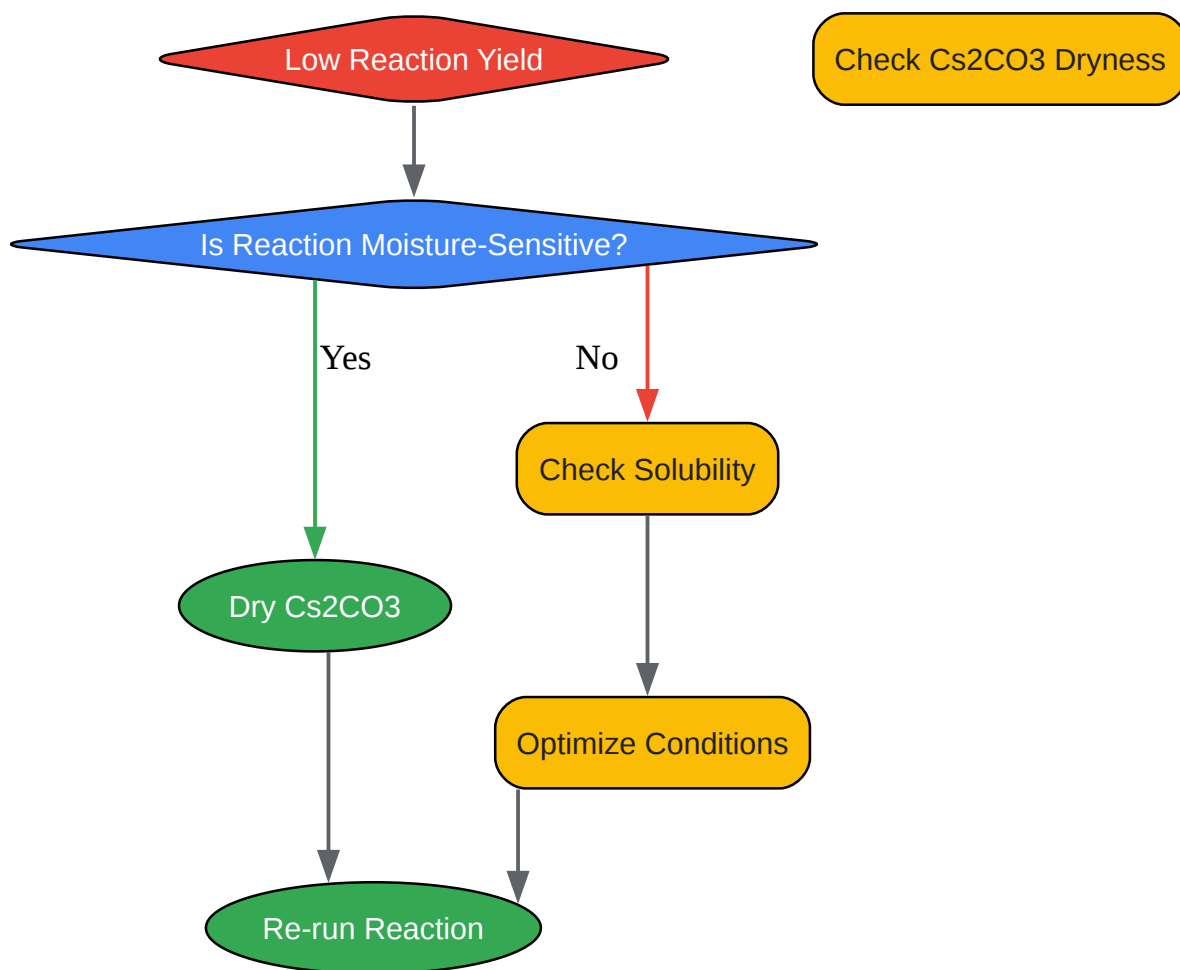 Low Reaction Yield
Check Cs2CO3 Dryness
Is Reaction Moisture-Sensitive?
Yes
No
Check Solubility
Dry Cs2CO3
Optimize Conditions
Re-run Reaction